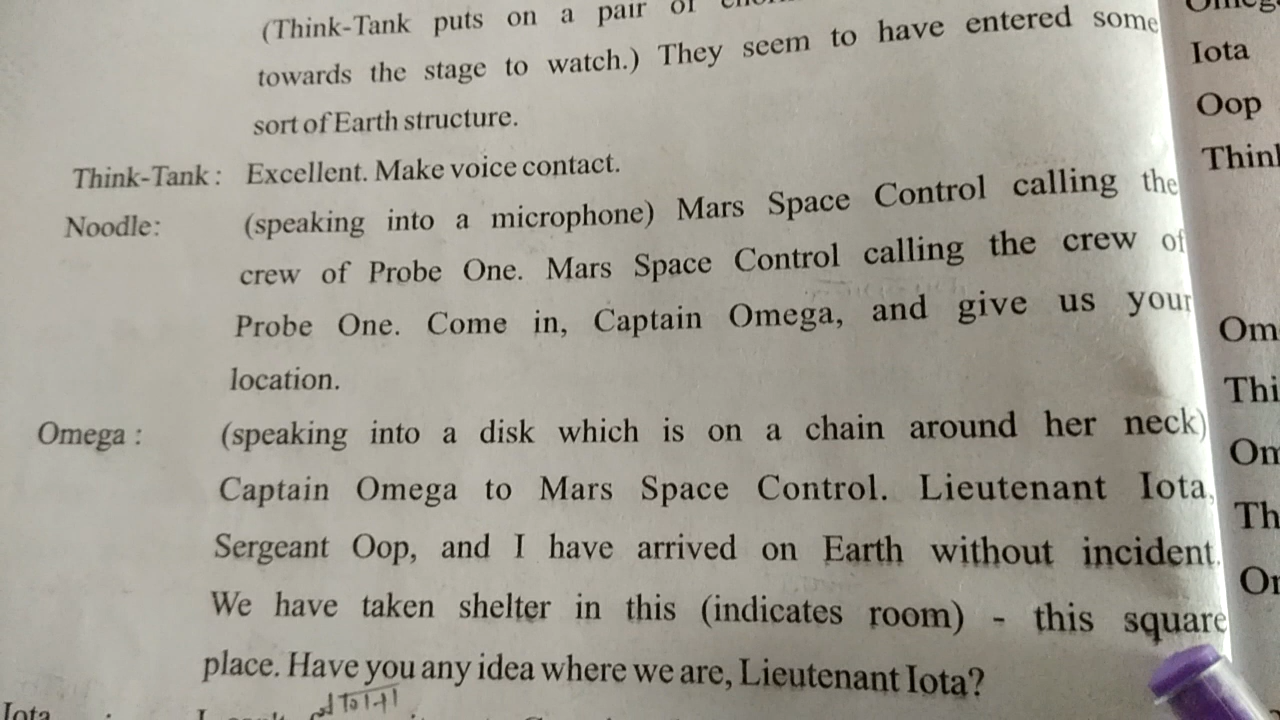 (Think-Tank puts on a pair of
towards the stage to watch.) They seem to have entered some
sort of Earth structure.
Think-Tank : Excellent. Make voice contact.
Noodle: (speaking into a microphone) Mars Space Control calling the
crew of Probe One. Mars Space Control calling the crew of
Probe One. Come in, Captain Omega, and give us your
location.
Omega : (speaking into a disk which is on a chain around her neck)
Captain Omega to Mars Space Control. Lieutenant Iota,
Sergeant Oop, and I have arrived on Earth without incident.
We have taken shelter in this (indicates room) - this square
place. Have you any idea where we are, Lieutenant Iota?
Iota :
Iota
Oop